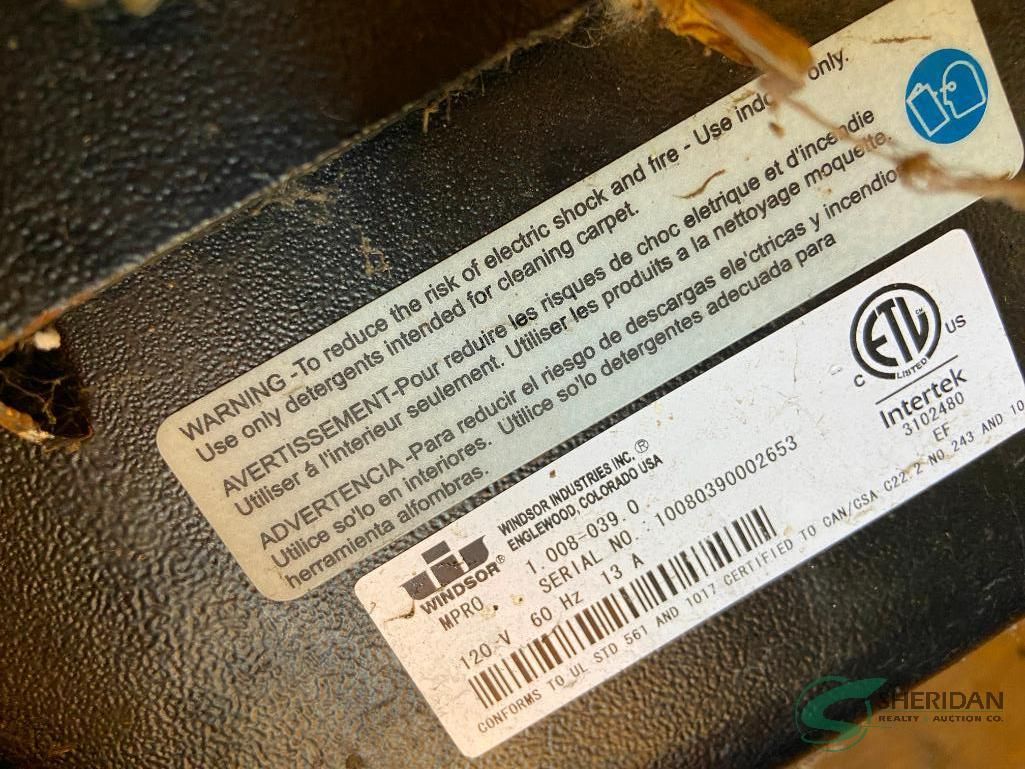 WARNING -To reduce the risk of electric shock and fire - Use only.
Use only detergents intended for cleaning carpet.
AVERTISSEMENT-Pour reduire les risques de choc eletrique et d'incendie
Utiliser á l'interieur seulement. Utiliser les produits a la nettoyage moquette.
ADVERTENCIA -Para reducir el riesgo de descargas ele'ctricas y incendio
Utilice so'lo en interiores. Utilice so'lo detergentes adecuada para
herramienta alfombras.
WINDSOR®
WINDSOR INDUSTRIES INC.®
ENGLEWOOD, COLORADO USA
MPRO 1.008-039.0
SERIAL NO. 10080390002653
120-V 60 Hz 13 A
ETL
CM
LISTED
C US
Intertek
3102480
EF
CONFORMS TO UL STD 561 AND 1017 CERTIFIED TO CAN/CSA C22.2 NO 243 AND 10
SHERIDAN
REALTY & AUCTION CO.